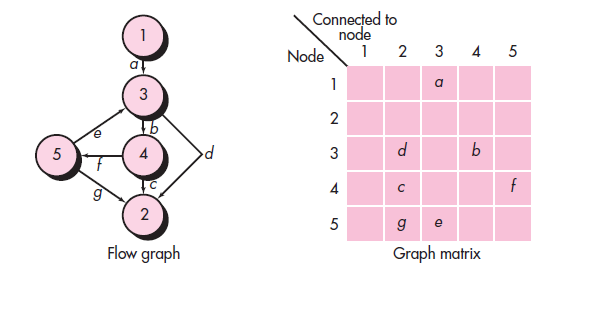 1
a
3
e
b
5
4
d
f
g
c
2
Flow graph
Connected to
node
Node
1 2 3 4 5
1 a
2
3 d b
4 c f
5 g e
Graph matrix